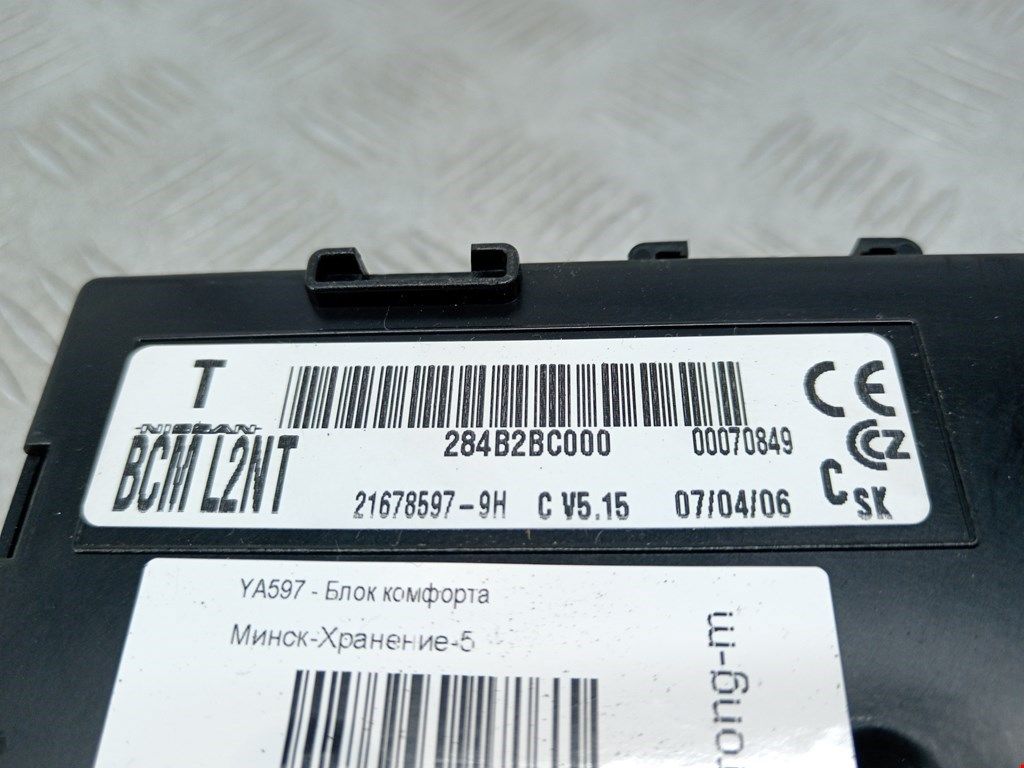 T
NISSAN
BCM L2NT
284B2BC000 00070849
21678597-9H C V5.15 07/04/06
CE
CCZ
C SK
YA597 - Блок комфорта
Минск-Хранение-5